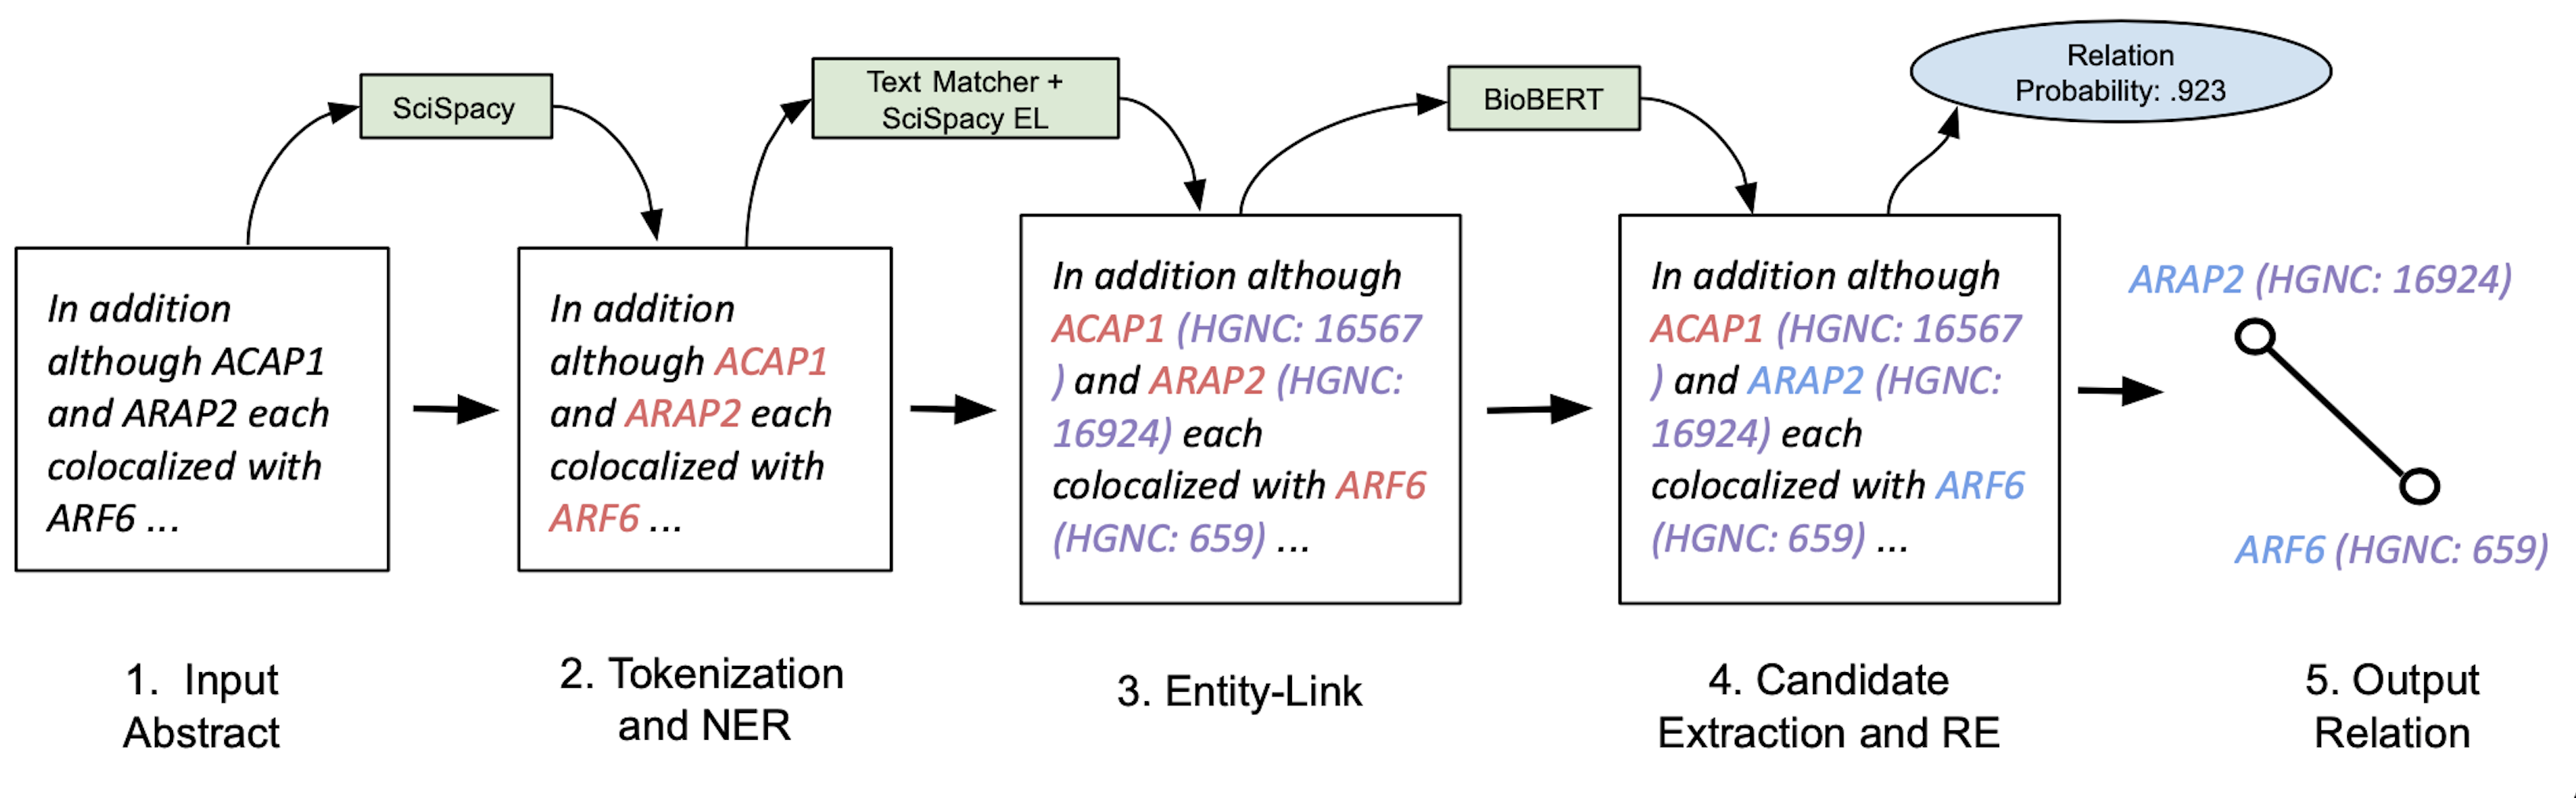 SciSpacy
Text Matcher +
SciSpacy EL
BioBERT
Relation
Probability: .923
In addition
although ACAP1
and ARAP2 each
colocalized with
ARF6 ...
In addition
although ACAP1
and ARAP2 each
colocalized with
ARF6 ...
In addition although
ACAP1 (HGNC: 16567
) and ARAP2 (HGNC:
16924) each
colocalized with ARF6
(HGNC: 659) ...
In addition although
ACAP1 (HGNC: 16567
) and ARAP2 (HGNC:
16924) each
colocalized with ARF6
(HGNC: 659) ...
ARAP2 (HGNC: 16924)
ARF6 (HGNC: 659)
1. Input
Abstract
2. Tokenization
and NER
3. Entity-Link
4. Candidate
Extraction and RE
5. Output
Relation